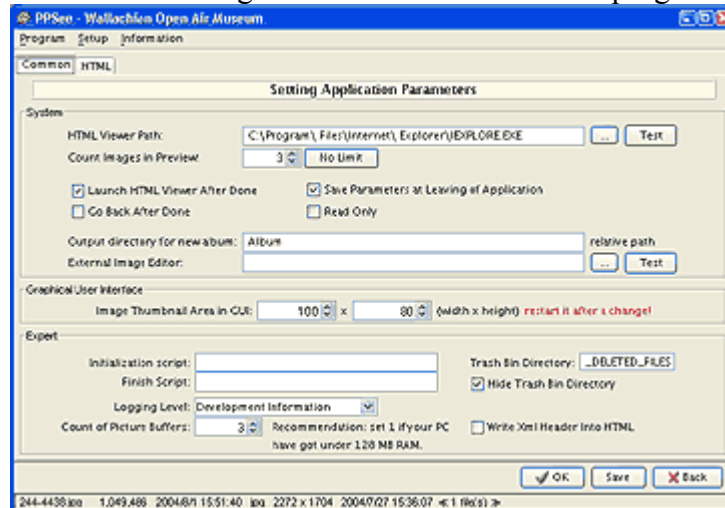 PPSee - Wallachian Open Air Museum
Program Setup Information
Common HTML
Setting Application Parameters
System
HTML Viewer Path: C:\Program\ Files\Internet\ Explorer\IEXPLORE.EXE ... Test
Count Images in Preview: 3 No Limit
Launch HTML Viewer After Done Save Parameters at Leaving of Application
Go Back After Done Read Only
Output directory for new album: Album relative path
External Image Editor: ... Test
Graphical User Interface
Image Thumbnail Area in GUI: 100 x 80 (width x height) restart it after a change!
Expert
Initialization script: Trash Bin Directory: _DELETED_FILES
Finish Script: Hide Trash Bin Directory
Logging Level: Development Information
Count of Picture Buffers: 3 Recommendation: set 1 if your PC Write Xml Header Into HTML
have got under 128 MB RAM.
OK Save Back
244-4438.jpg 1,049,486 2004/8/1 15:51:40 jpg 2272 x 1704 2004/7/27 15:36:07 ≪ 1 file(s) ≫